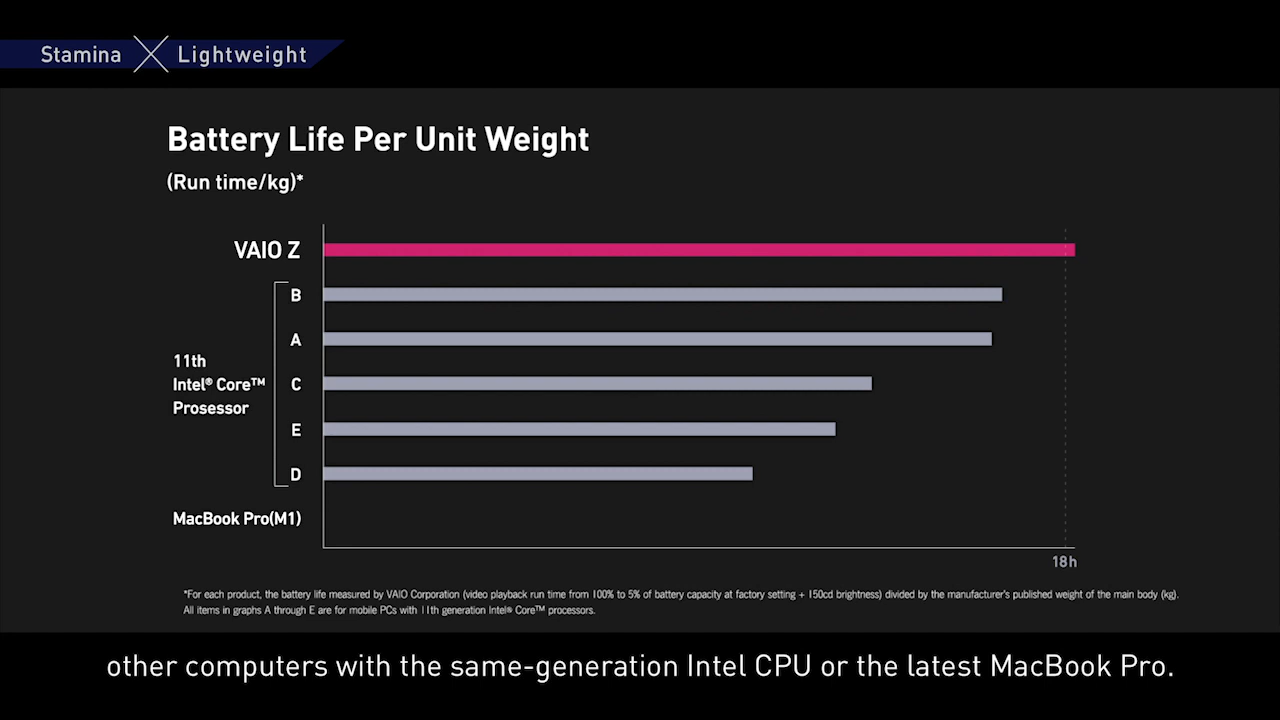 Stamina X Lightweight
Battery Life Per Unit Weight
(Run time/kg)*
VAIO Z
B
A
11th
Intel® Core™
Prosessor
C
E
D
MacBook Pro(M1)
18h
*For each product, the battery life measured by VAIO Corporation (video playback run time from 100% to 5% of battery capacity at factory setting + 150cd brightness) divided by the manufacturer's published weight of the main body (kg).
All items in graphs A through E are for mobile PCs with 11th generation Intel® Core™ processors.
other computers with the same-generation Intel CPU or the latest MacBook Pro.